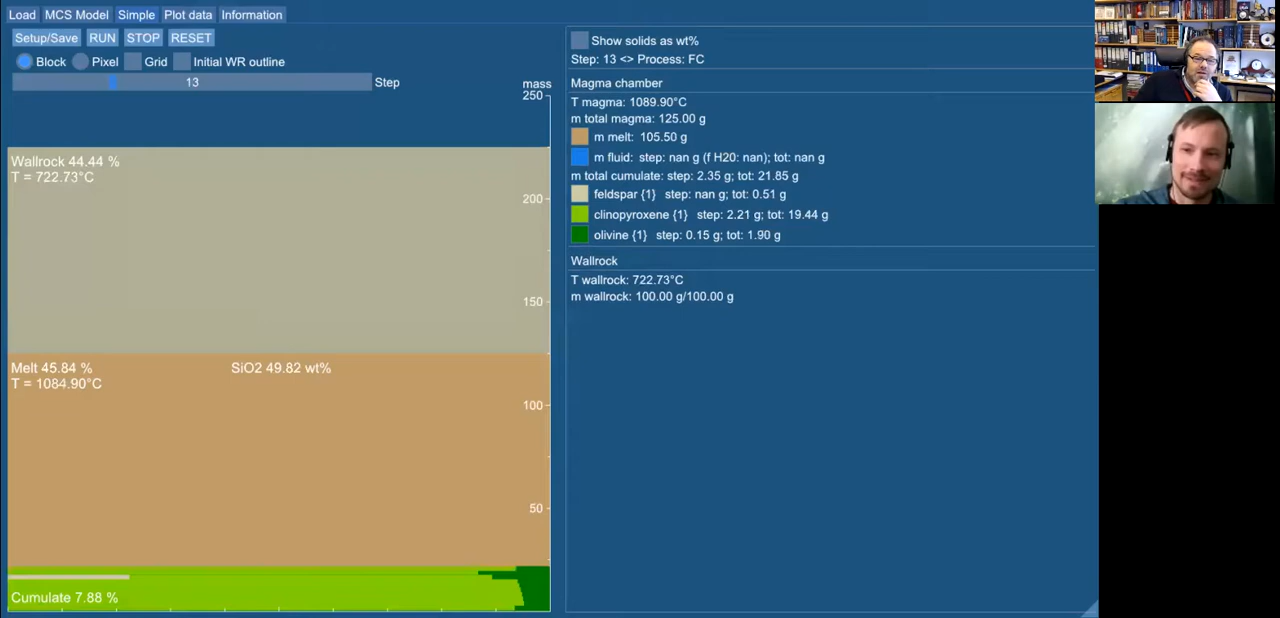 Load MCS Model Simple Plot data Information
Setup/Save RUN STOP RESET
Block Pixel Grid Initial WR outline
13 Step
mass
250
200
150
100
50
Wallrock 44.44 %
T = 722.73°C
Melt 45.84 % SiO2 49.82 wt%
T = 1084.90°C
Cumulate 7.88 %
Show solids as wt%
Step: 13 <> Process: FC
Magma chamber
T magma: 1089.90°C
m total magma: 125.00 g
m melt: 105.50 g
m fluid: step: nan g (f H20: nan); tot: nan g
m total cumulate: step: 2.35 g; tot: 21.85 g
feldspar {1} step: nan g; tot: 0.51 g
clinopyroxene {1} step: 2.21 g; tot: 19.44 g
olivine {1} step: 0.15 g; tot: 1.90 g
Wallrock
T wallrock: 722.73°C
m wallrock: 100.00 g/100.00 g